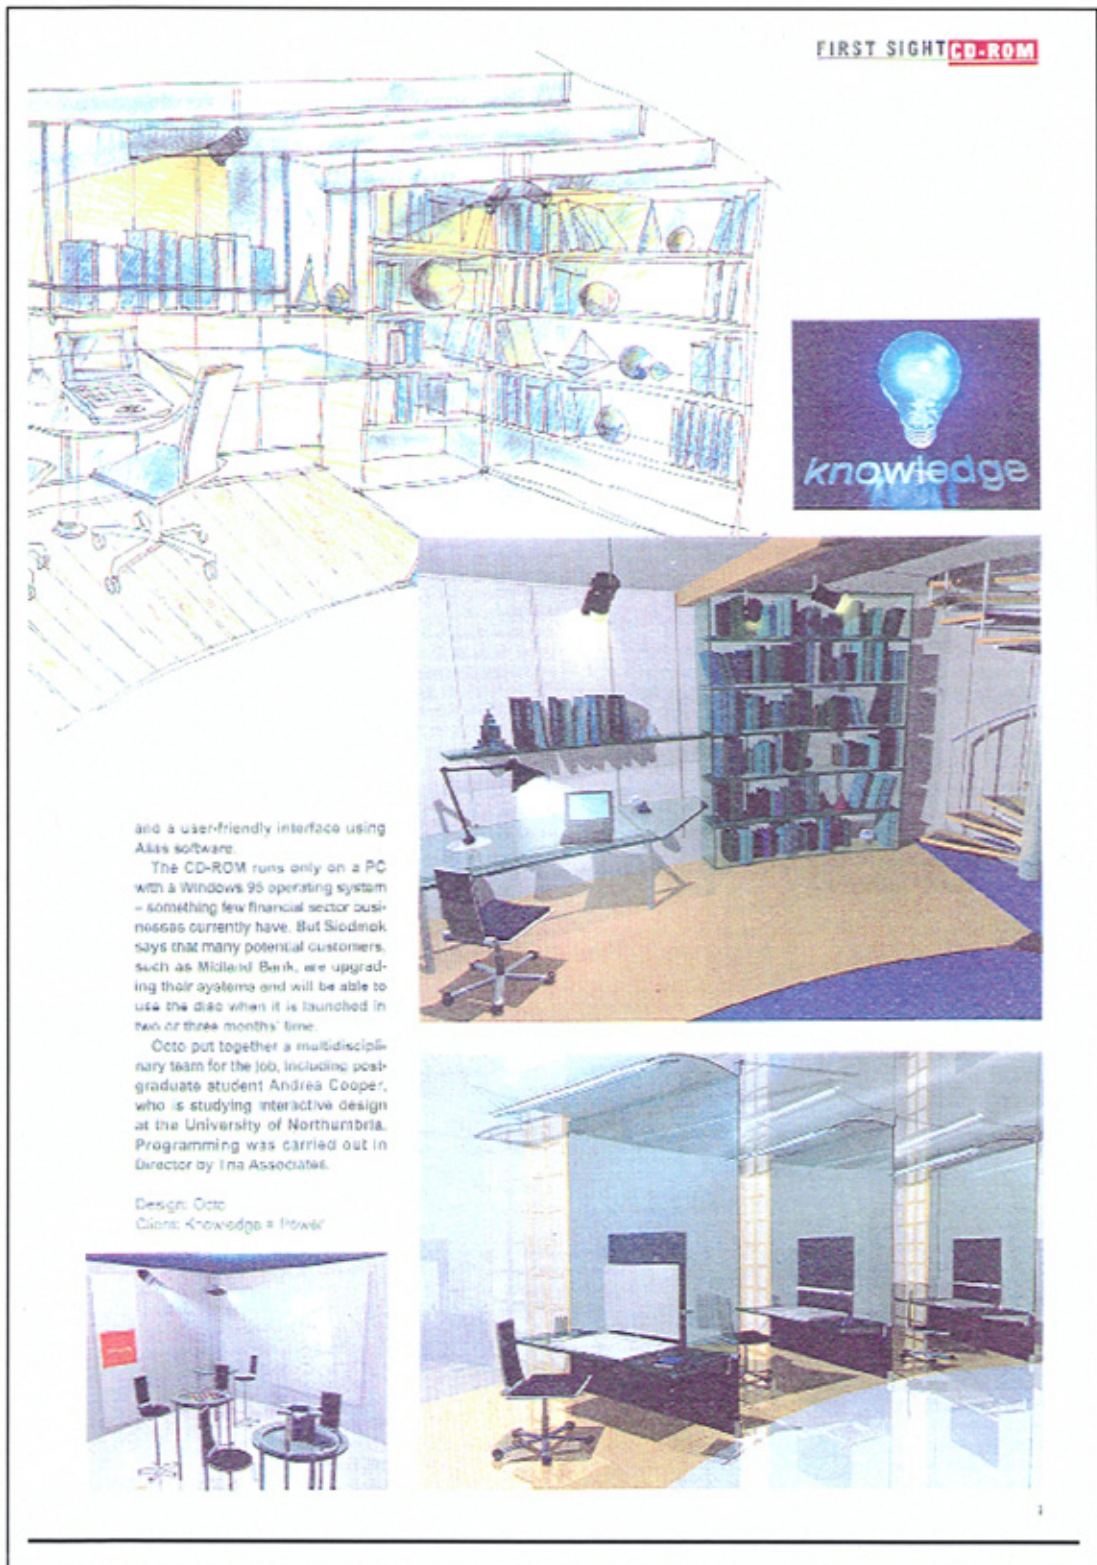 FIRST SIGHT CD-ROM
knowledge
and a user-friendly interface using
Alias software.
The CD-ROM runs only on a PC
with a Windows 95 operating system
– something few financial sector busi-
nesses currently have. But Siodmok
says that many potential customers,
such as Midland Bank, are upgrad-
ing their systems and will be able to
use the disc when it is launched in
two or three months' time.
Octo put together a multidiscipli-
nary team for the job, including post-
graduate student Andrea Cooper,
who is studying interactive design
at the University of Northumbria.
Programming was carried out in
Director by Ina Associates.
Design: Octo
Client: Knowledge = Power